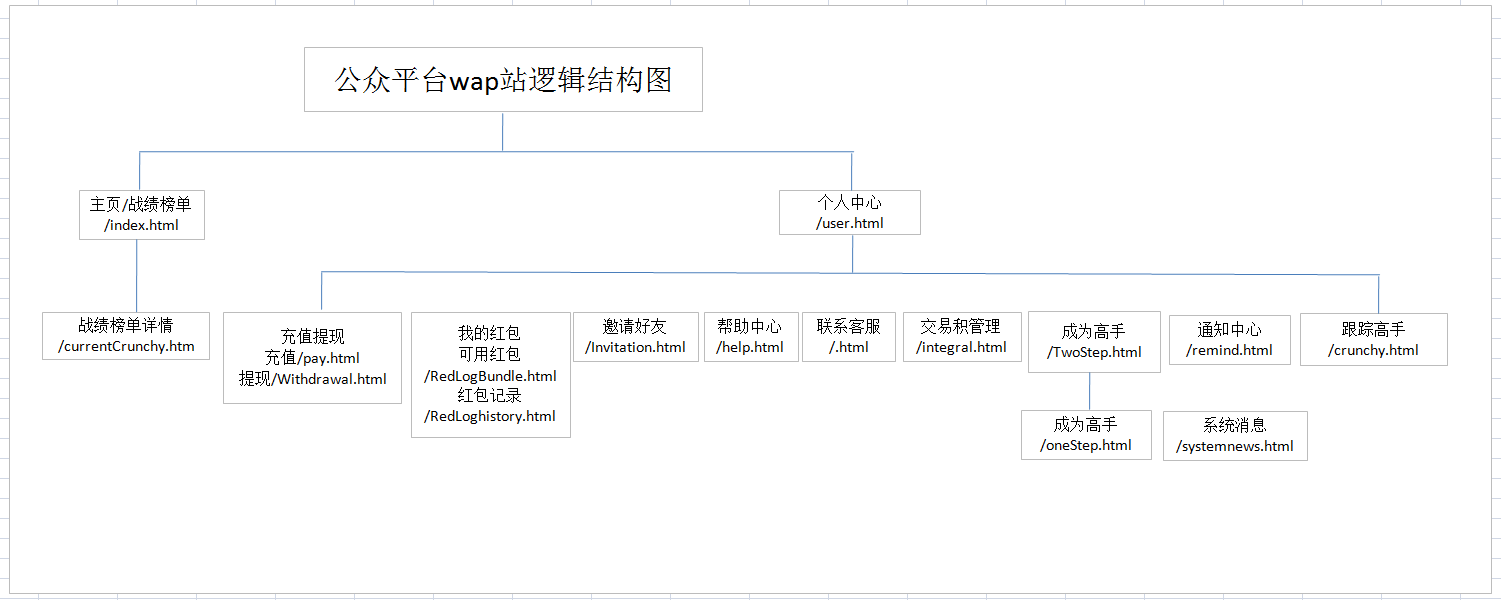 公众平台wap站逻辑结构图
主页/战绩榜单
/index.html
个人中心
/user.html
战绩榜单详情
/currentCrunchy.htm
充值提现
充值/pay.html
提现/Withdrawal.html
我的红包
可用红包
/RedLogBundle.html
红包记录
/RedLoghistory.html
邀请好友
/Invitation.html
帮助中心
/help.html
联系客服
/.html
交易积管理
/integral.html
成为高手
/TwoStep.html
通知中心
/remind.html
跟踪高手
/crunchy.html
成为高手
/oneStep.html
系统消息
/systemnews.html